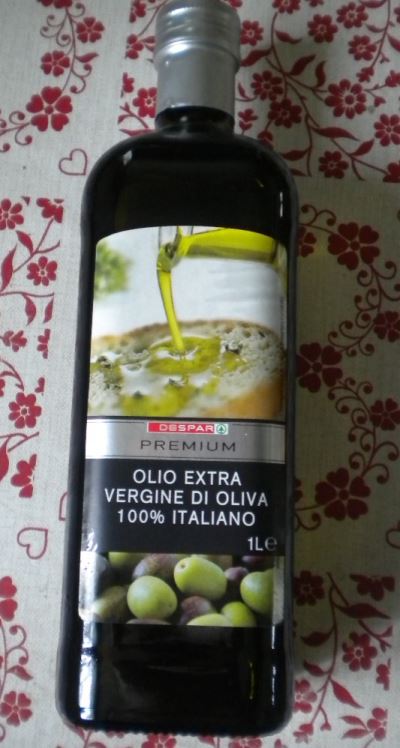 DESPAR
PREMIUM
OLIO EXTRA
VERGINE DI OLIVA
100% ITALIANO
1L℮